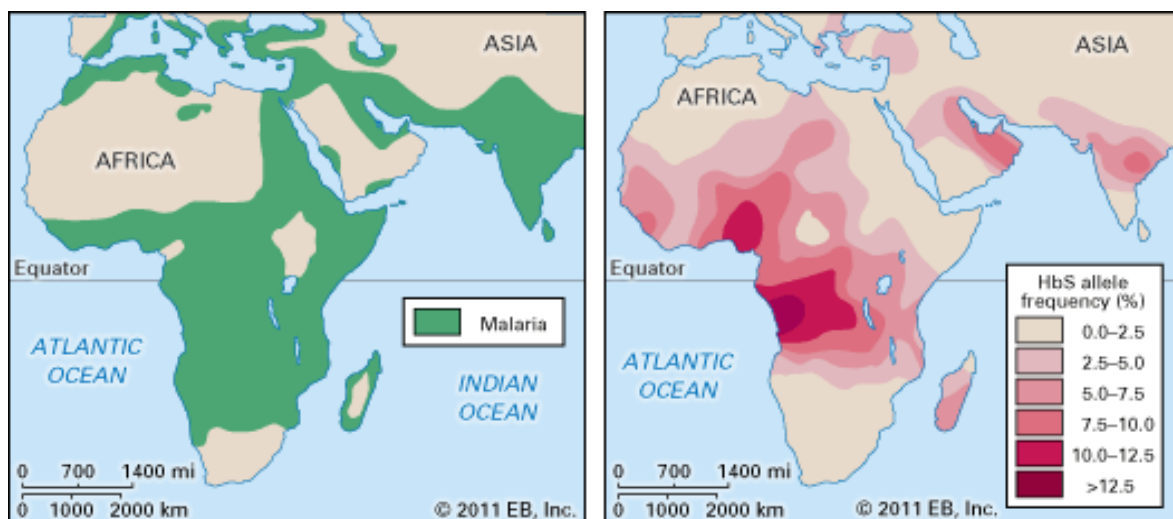 ASIA
AFRICA
Equator
Malaria
ATLANTIC
OCEAN
INDIAN
OCEAN
0 700 1400 mi
0 1000 2000 km
© 2011 EB, Inc.
ASIA
AFRICA
Equator
HbS allele
frequency (%)
0.0–2.5
2.5–5.0
5.0–7.5
7.5–10.0
10.0–12.5
>12.5
ATLANTIC
OCEAN
INDIAN
OCEAN
0 700 1400 mi
0 1000 2000 km
© 2011 EB, Inc.